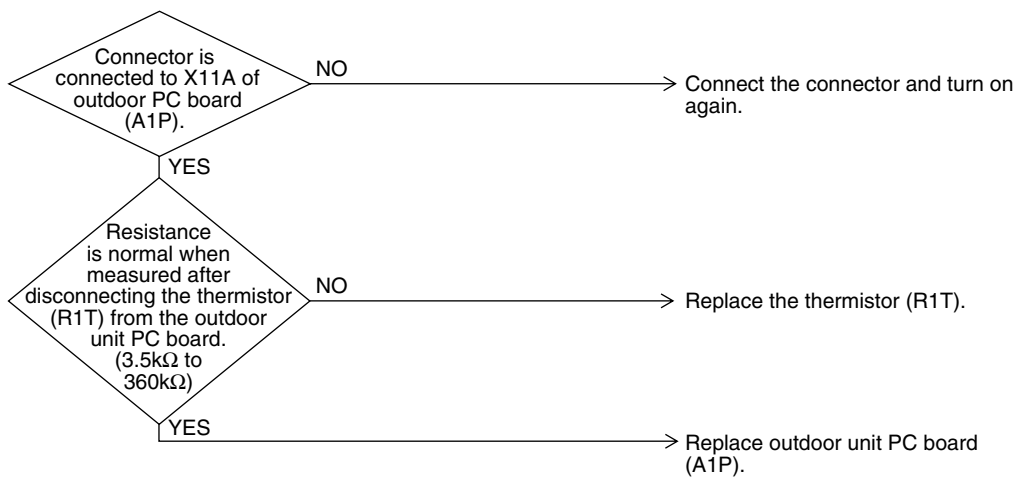 Connector is
connected to X11A of
outdoor PC board
(A1P).
NO
Connect the connector and turn on
again.
YES
Resistance
is normal when
measured after
disconnecting the thermistor
(R1T) from the outdoor
unit PC board.
(3.5kΩ to
360kΩ)
NO
Replace the thermistor (R1T).
YES
Replace outdoor unit PC board
(A1P).